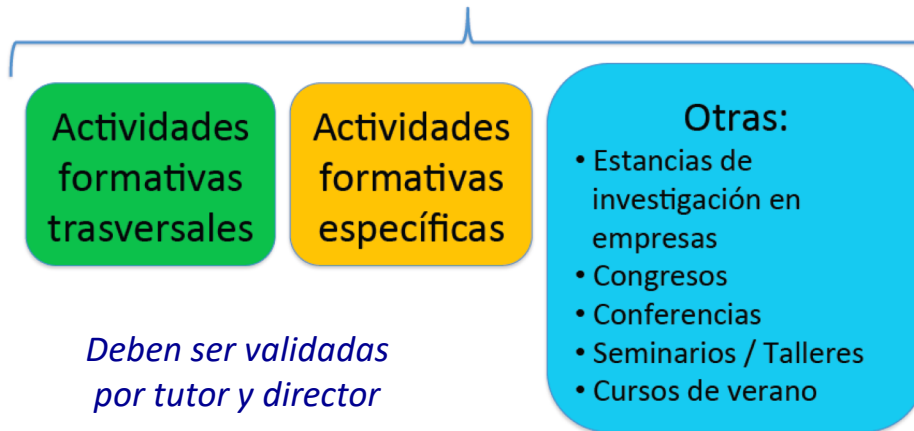 Actividades
formativas
trasversales
Actividades
formativas
específicas
Otras:
• Estancias de
investigación en
empresas
• Congresos
• Conferencias
• Seminarios / Talleres
• Cursos de verano
Deben ser validadas
por tutor y director